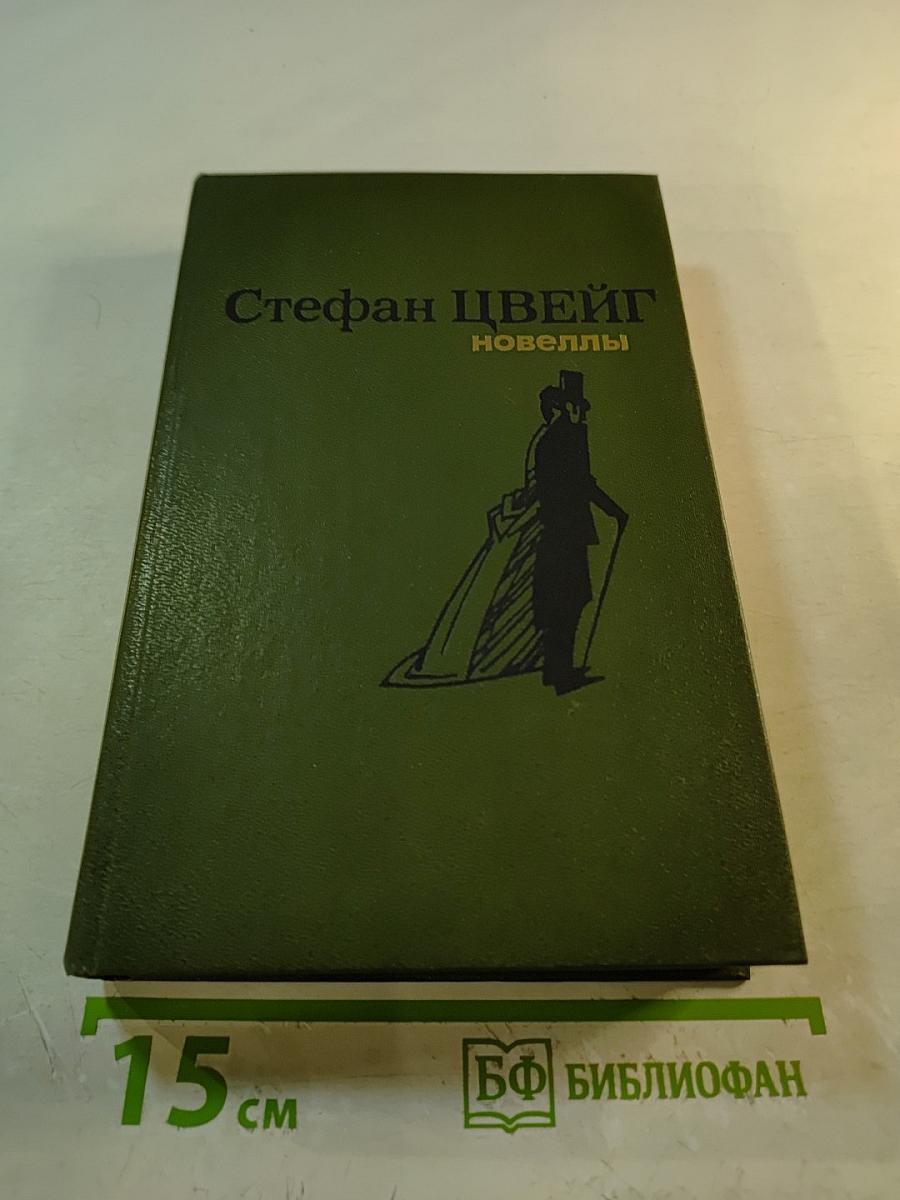 Стефан ЦВЕЙГ
новеллы
15 см
БФ БИБЛИОФАН